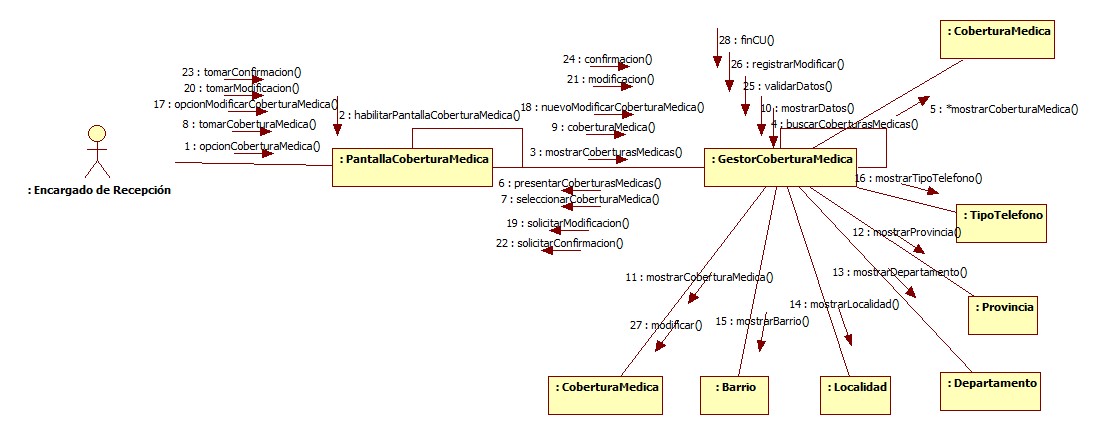 28 : finCU()
: CoberturaMedica
24 : confirmacion()
26 : registrarModificar()
23 : tomarConfirmacion()
21 : modificacion()
20 : tomarModificacion()
25 : validarDatos()
17 : opcionModificarCoberturaMedica()
18 : nuevoModificarCoberturaMedica()
10 : mostrarDatos()
5 : *mostrarCoberturaMedica()
2 : habilitarPantallaCoberturaMedica()
8 : tomarCoberturaMedica()
9 : coberturaMedica()
4 : buscarCoberturasMedicas()
1 : opcionCoberturaMedica()
3 : mostrarCoberturasMedicas()
: PantallaCoberturaMedica
: GestorCoberturaMedica
: Encargado de Recepción
6 : presentarCoberturasMedicas()
16 : mostrarTipoTelefono()
7 : seleccionarCoberturaMedica()
: TipoTelefono
19 : solicitarModificacion()
12 : mostrarProvincia()
22 : solicitarConfirmacion()
11 : mostrarCoberturaMedica()
13 : mostrarDepartamento()
14 : mostrarLocalidad()
: Provincia
27 : modificar()
15 : mostrarBarrio()
: CoberturaMedica
: Barrio
: Localidad
: Departamento